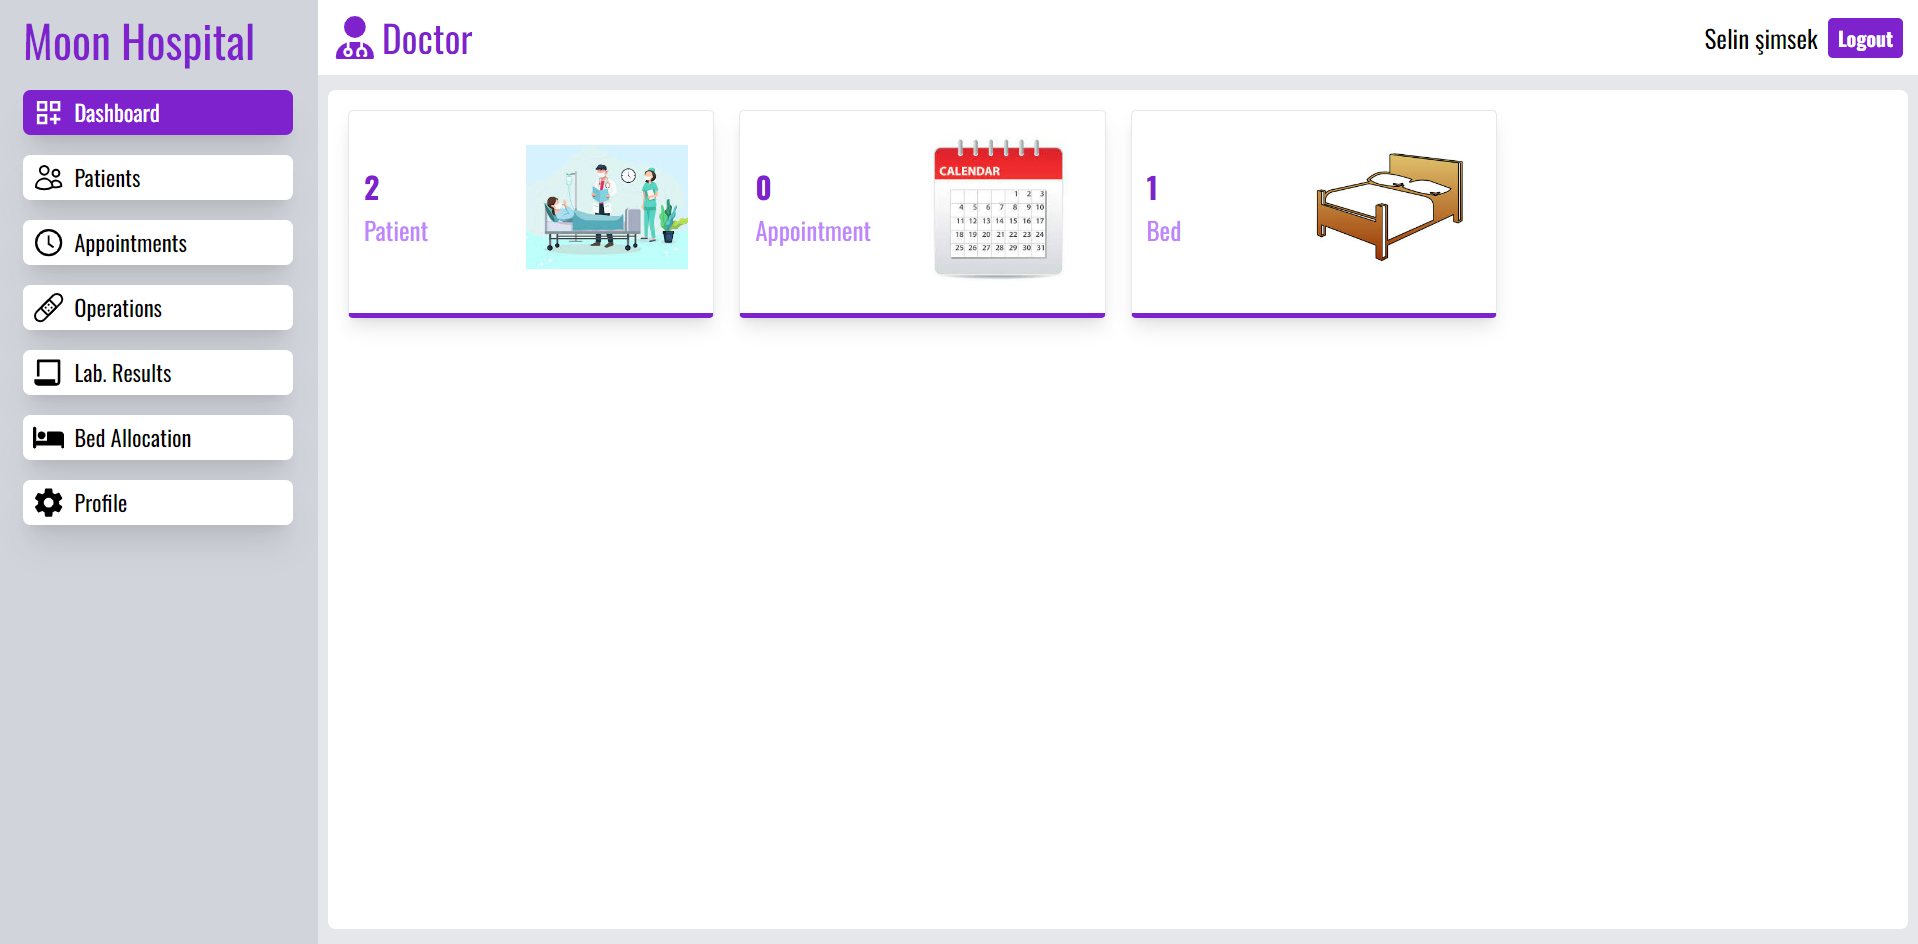 Moon Hospital
Dashboard
Patients
Appointments
Operations
Lab. Results
Bed Allocation
Profile
Doctor
Selin şimsek
Logout
2
Patient
0
Appointment
CALENDAR
1 2 3
4 5 6 7 8 9 10
11 12 13 14 15 16 17
18 19 20 21 22 23 24
25 26 27 28 29 30 31
1
Bed